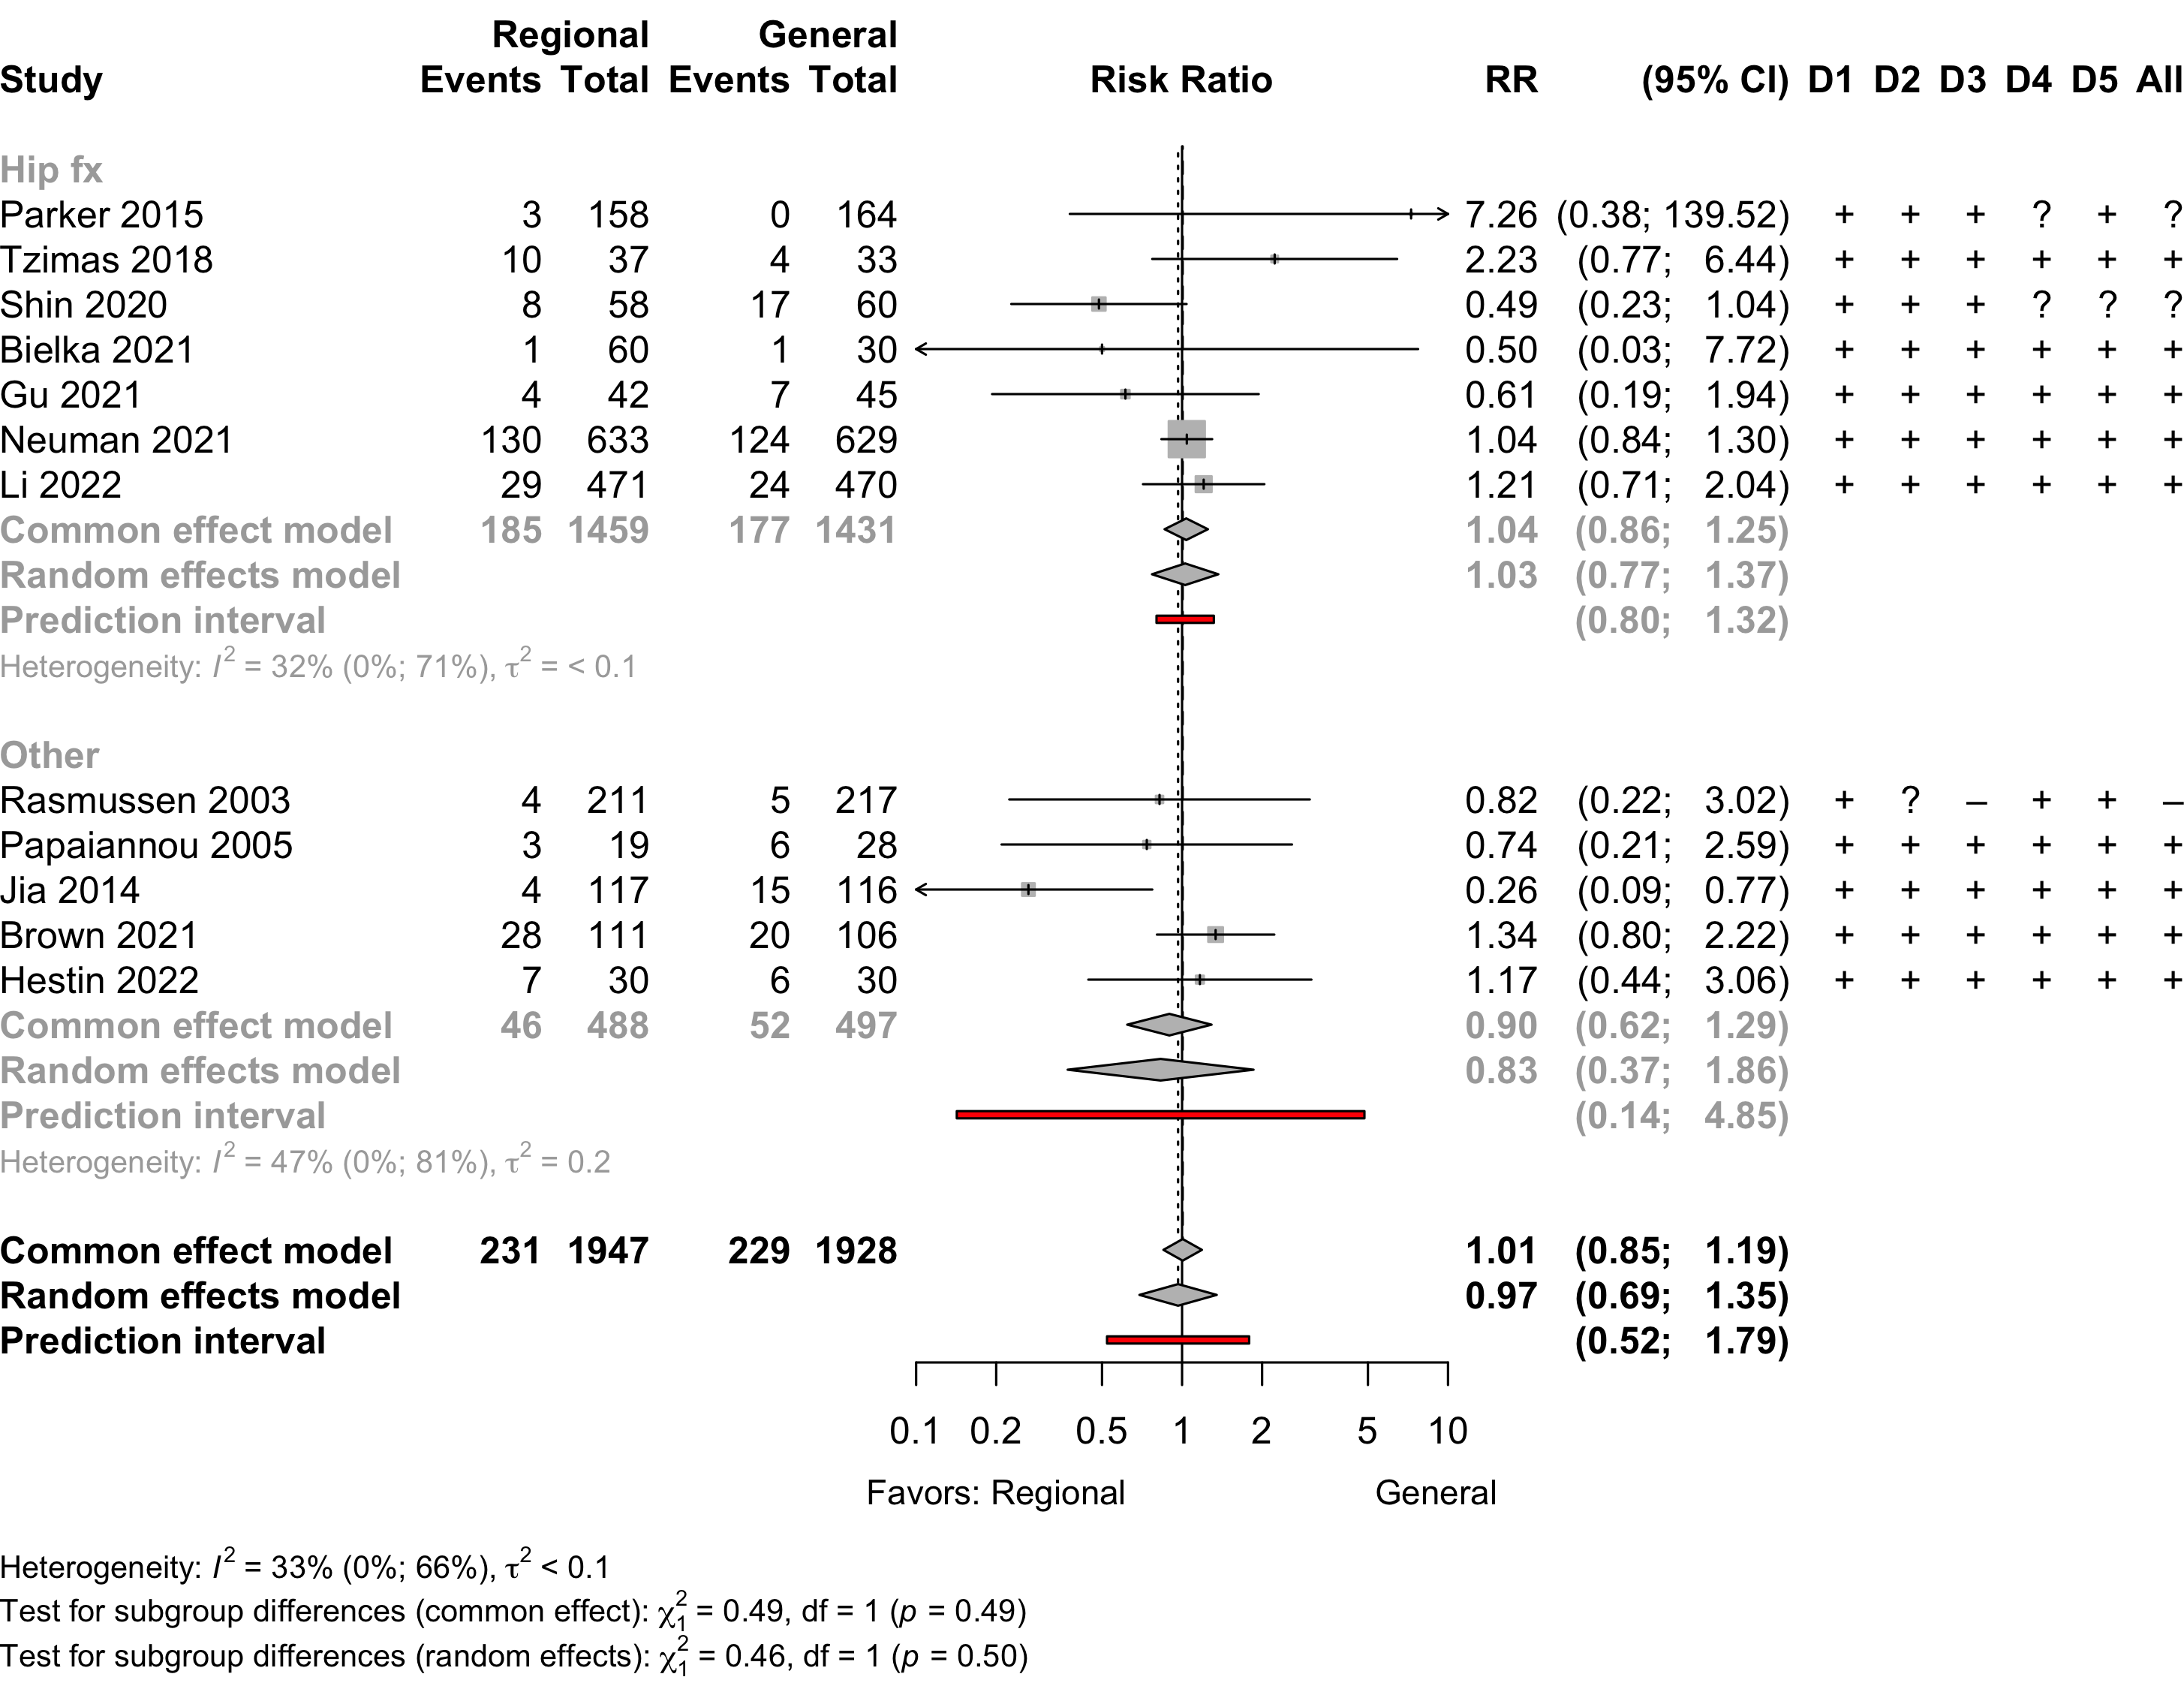 Regional General
Study Events Total Events Total Risk Ratio RR (95% CI) D1 D2 D3 D4 D5 All
Hip fx
Parker 2015 3 158 0 164 7.26 (0.38; 139.52) + + + ? + ?
Tzimas 2018 10 37 4 33 2.23 (0.77; 6.44) + + + + + +
Shin 2020 8 58 17 60 0.49 (0.23; 1.04) + + + ? ? ?
Bielka 2021 1 60 1 30 0.50 (0.03; 7.72) + + + + + +
Gu 2021 4 42 7 45 0.61 (0.19; 1.94) + + + + + +
Neuman 2021 130 633 124 629 1.04 (0.84; 1.30) + + + + + +
Li 2022 29 471 24 470 1.21 (0.71; 2.04) + + + + + +
Common effect model 185 1459 177 1431 1.04 (0.86; 1.25)
Random effects model 1.03 (0.77; 1.37)
Prediction interval (0.80; 1.32)
Heterogeneity: I² = 32% (0%; 71%), τ² = < 0.1
Other
Rasmussen 2003 4 211 5 217 0.82 (0.22; 3.02) + ? – + + –
Papaiannou 2005 3 19 6 28 0.74 (0.21; 2.59) + + + + + +
Jia 2014 4 117 15 116 0.26 (0.09; 0.77) + + + + + +
Brown 2021 28 111 20 106 1.34 (0.80; 2.22) + + + + + +
Hestin 2022 7 30 6 30 1.17 (0.44; 3.06) + + + + + +
Common effect model 46 488 52 497 0.90 (0.62; 1.29)
Random effects model 0.83 (0.37; 1.86)
Prediction interval (0.14; 4.85)
Heterogeneity: I² = 47% (0%; 81%), τ² = 0.2
Common effect model 231 1947 229 1928 1.01 (0.85; 1.19)
Random effects model 0.97 (0.69; 1.35)
Prediction interval (0.52; 1.79)
0.1 0.2 0.5 1 2 5 10
Favors: Regional General
Heterogeneity: I² = 33% (0%; 66%), τ² < 0.1
Test for subgroup differences (common effect): χ₁² = 0.49, df = 1 (p = 0.49)
Test for subgroup differences (random effects): χ₁² = 0.46, df = 1 (p = 0.50)